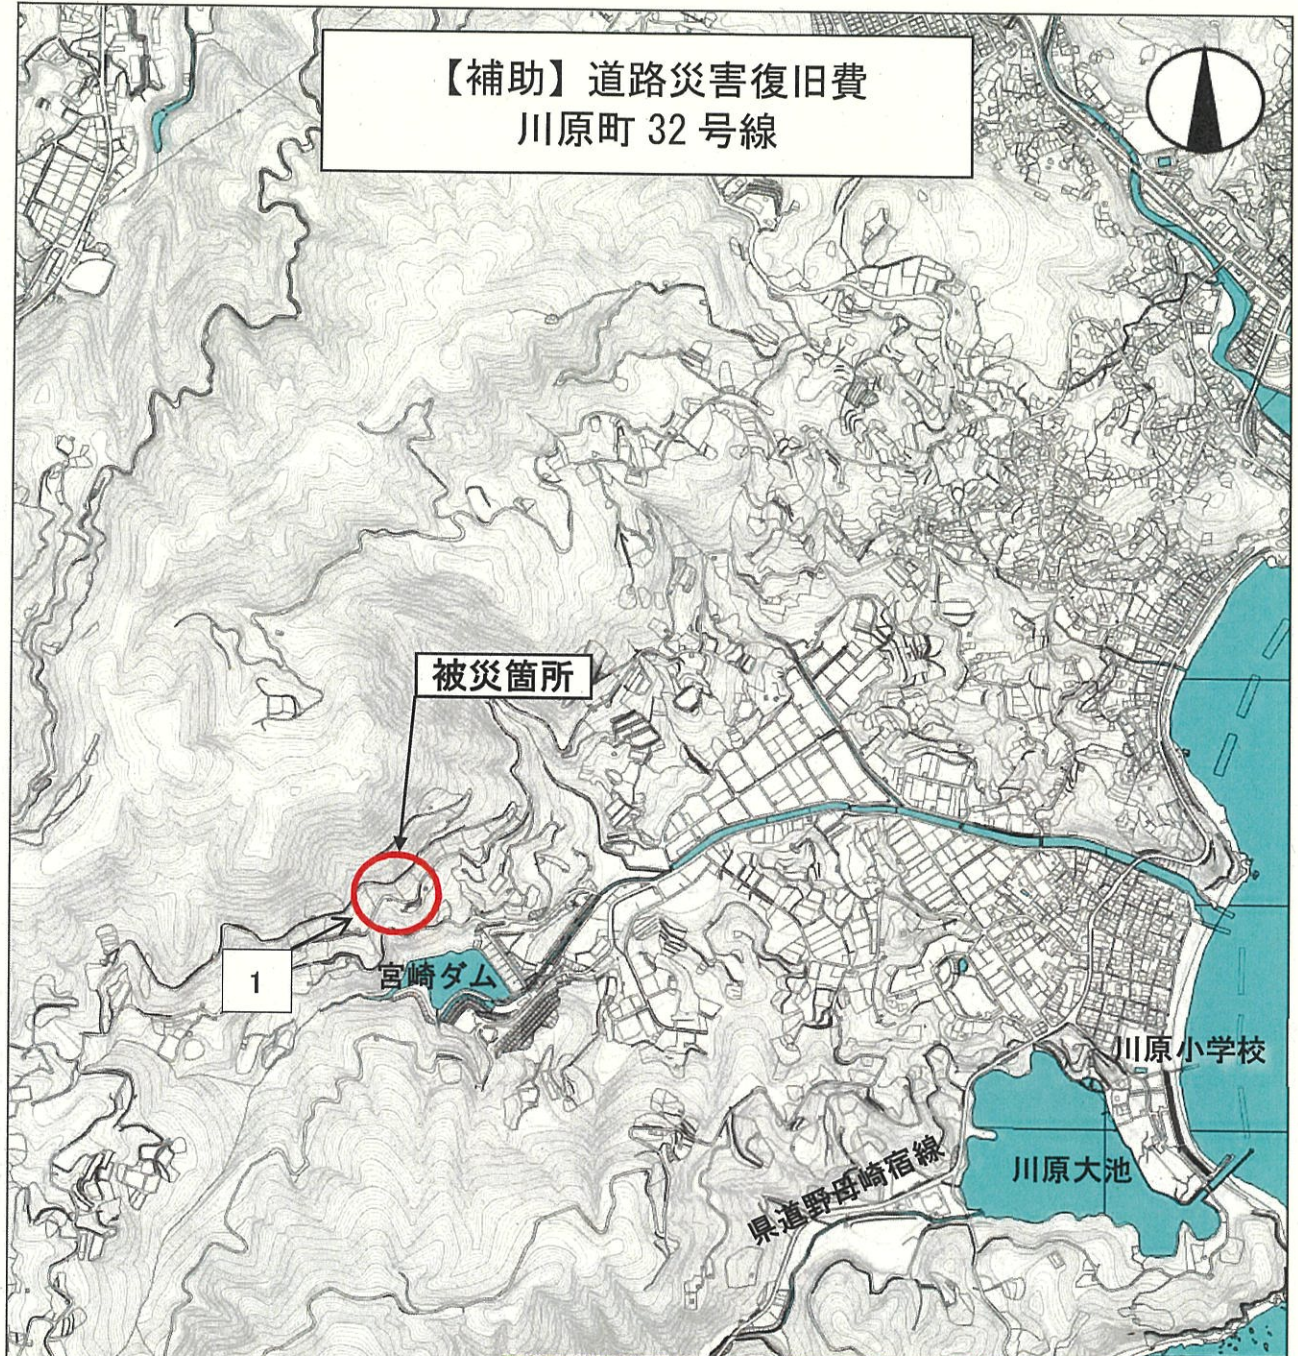 【補助】道路災害復旧費
川原町 32 号線
被災箇所
1
宮崎ダム
川原小学校
川原大池
県道野母崎宿線